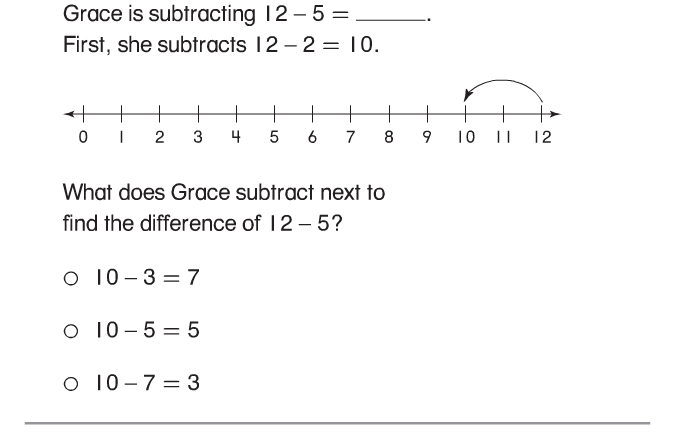 Grace is subtracting 12 – 5 = ______.
First, she subtracts 12 – 2 = 10.
0 1 2 3 4 5 6 7 8 9 10 11 12
What does Grace subtract next to
find the difference of 12 – 5?
10 – 3 = 7
10 – 5 = 5
10 – 7 = 3